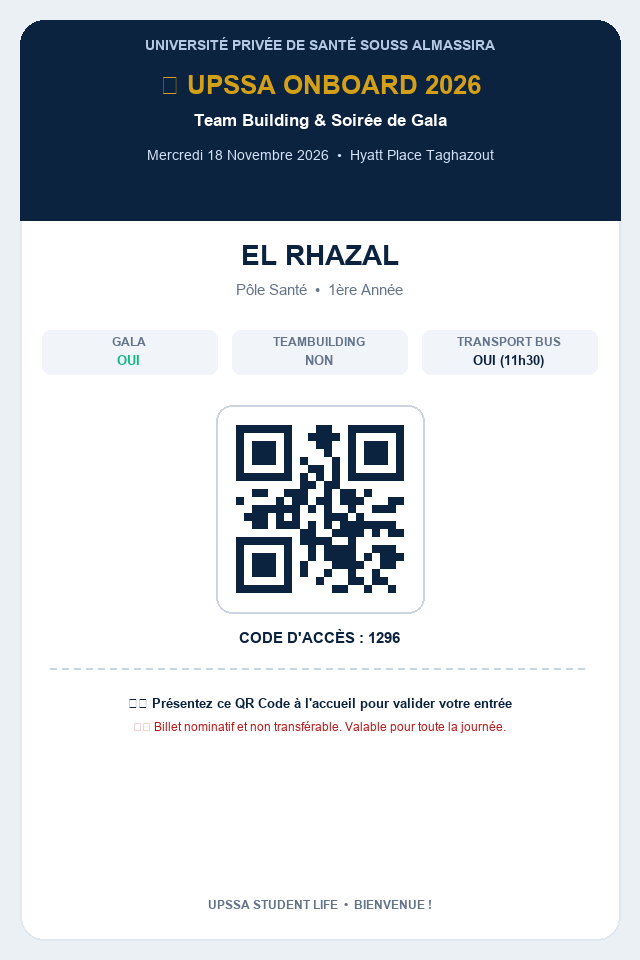 UNIVERSITÉ PRIVÉE DE SANTÉ SOUSS ALMASSIRA
UPSSA ONBOARD 2026
Team Building & Soirée de Gala
Mercredi 18 Novembre 2026 • Hyatt Place Taghazout
EL RHAZAL
Pôle Santé • 1ère Année
GALA
OUI
TEAMBUILDING
NON
TRANSPORT BUS
OUI (11h30)
CODE D'ACCÈS : 1296
Présentez ce QR Code à l'accueil pour valider votre entrée
Billet nominatif et non transférable. Valable pour toute la journée.
UPSSA STUDENT LIFE • BIENVENUE !